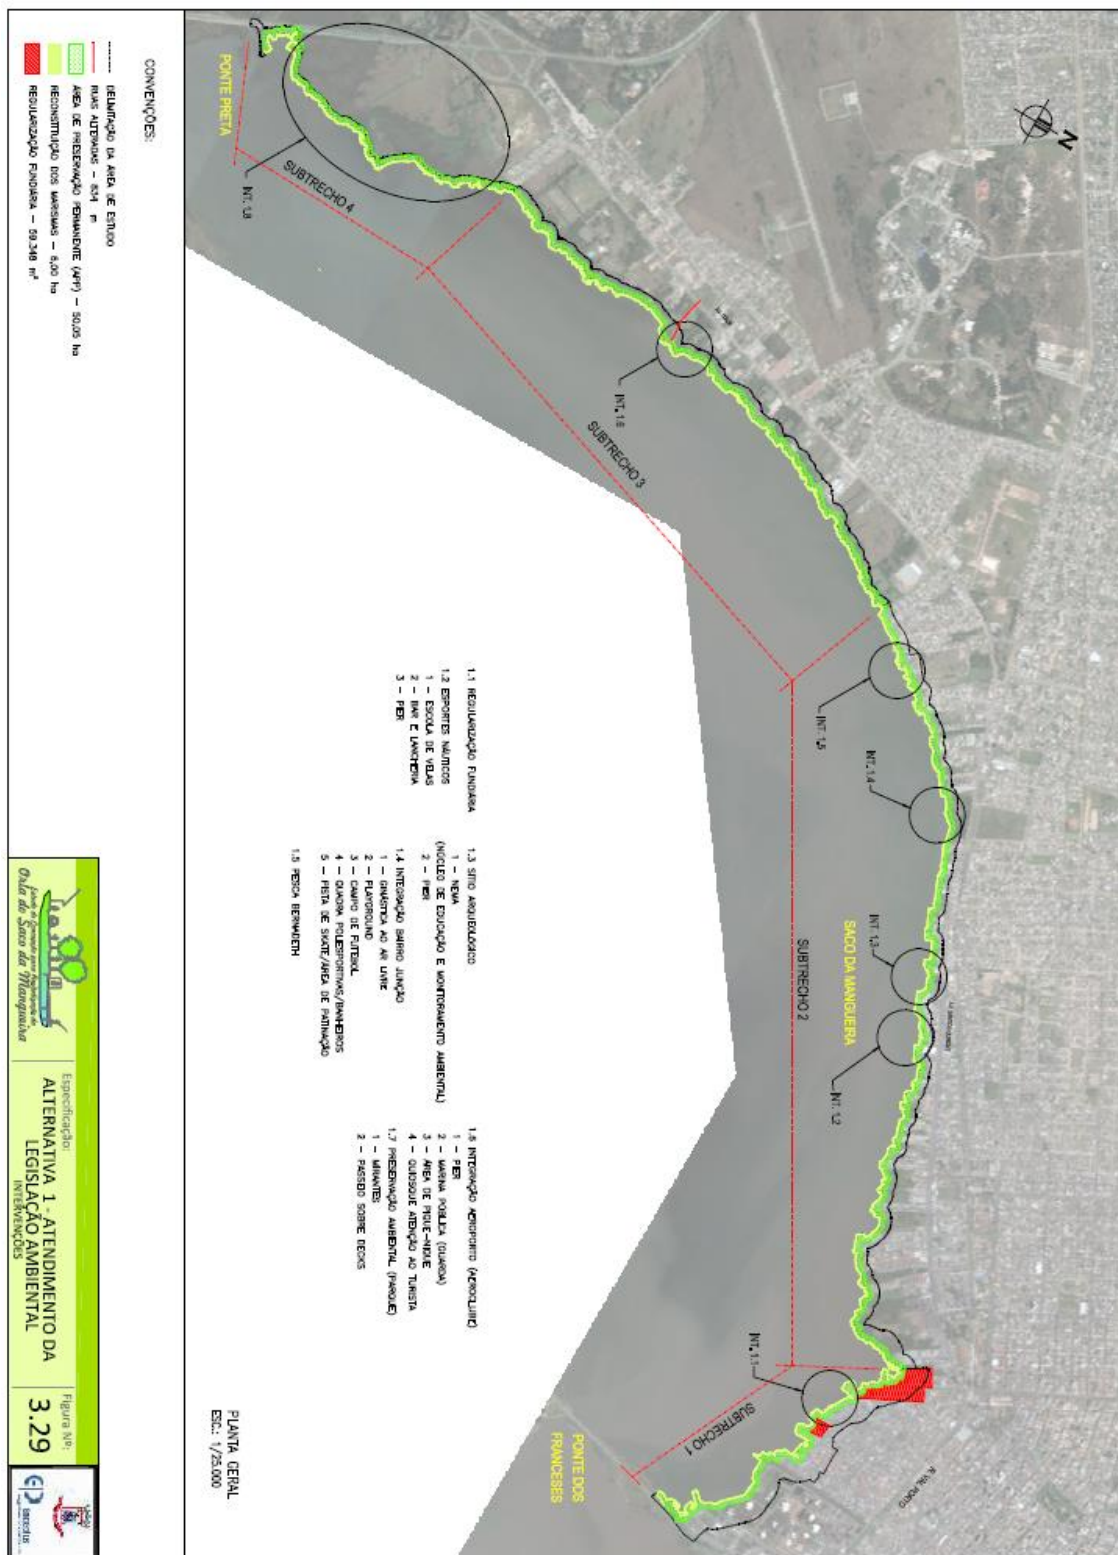 N
PONTE PRETA
INT. 1.8
SUBTRECHO 4
INT. 1.6
SUBTRECHO 3
INT. 1.5
INT. 1.4
SACO DA MANGUEIRA
INT. 1.3
SUBTRECHO 2
INT. 1.2
INT. 1.1
SUBTRECHO 1
PONTE DOS
FRANCESES
1.1 REGULARIZAÇÃO FUNDIÁRIA
1.2 ESPORTES NÁUTICOS
1 – ESCOLA DE VELAS
2 – BAR E LANCHERIA
3 – PIER
1.3 SITIO ARQUEOLÓGICO
1 – NEMA
(NÚCLEO DE EDUCAÇÃO E MONITORAMENTO AMBIENTAL)
2 – PIER
1.4 INTEGRAÇÃO BAIRRO JUNÇÃO
1 – GINÁSTICA AO AR LIVRE
2 – PLAYGROUND
3 – CAMPO DE FUTEBOL
4 – QUADRA POLIESPORTIVAS/BANHEIROS
5 – PISTA DE SKATE/ÁREA DE PATINAÇÃO
1.5 PESCA BERNADETH
1.6 INTEGRAÇÃO AEROPORTO (AEROCLUBE)
1 – PIER
2 – MARINA PÚBLICA (GUARDA)
3 – ÁREA DE PIQUE-NIQUE
4 – QUIOSQUE ATENÇÃO AO TURISTA
1.7 PRESERVAÇÃO AMBIENTAL (PARQUE)
1 – MIRANTES
2 – PASSEIO SOBRE DECKS
PLANTA GERAL
ESC.: 1/25.000
CONVENÇÕES:
DELIMITAÇÃO DA ÁREA DE ESTUDO
RUAS ALTERADAS – 834 m
ÁREA DE PRESERVAÇÃO PERMANENTE (APP) – 50,05 ha
RECONSTITUIÇÃO DOS MARISMAS – 6,00 ha
REGULARIZAÇÃO FUNDIÁRIA – 59.348 m²
Orla do Saco da Mangueira
Especificação:
ALTERNATIVA 1 - ATENDIMENTO DA
LEGISLAÇÃO AMBIENTAL
INTERVENÇÕES
Figura Nº:
3.29